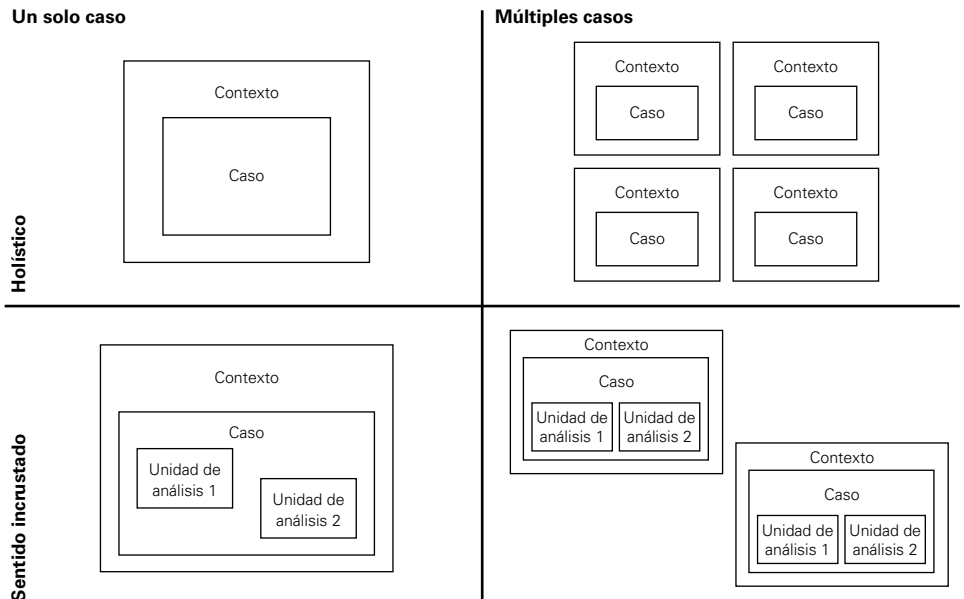 Un solo caso
Múltiples casos
Holístico
Contexto
Caso
Contexto
Caso
Contexto
Caso
Contexto
Caso
Contexto
Caso
Sentido incrustado
Contexto
Caso
Unidad de
análisis 1
Unidad de
análisis 2
Contexto
Caso
Unidad de
análisis 1
Unidad de
análisis 2
Contexto
Caso
Unidad de
análisis 1
Unidad de
análisis 2